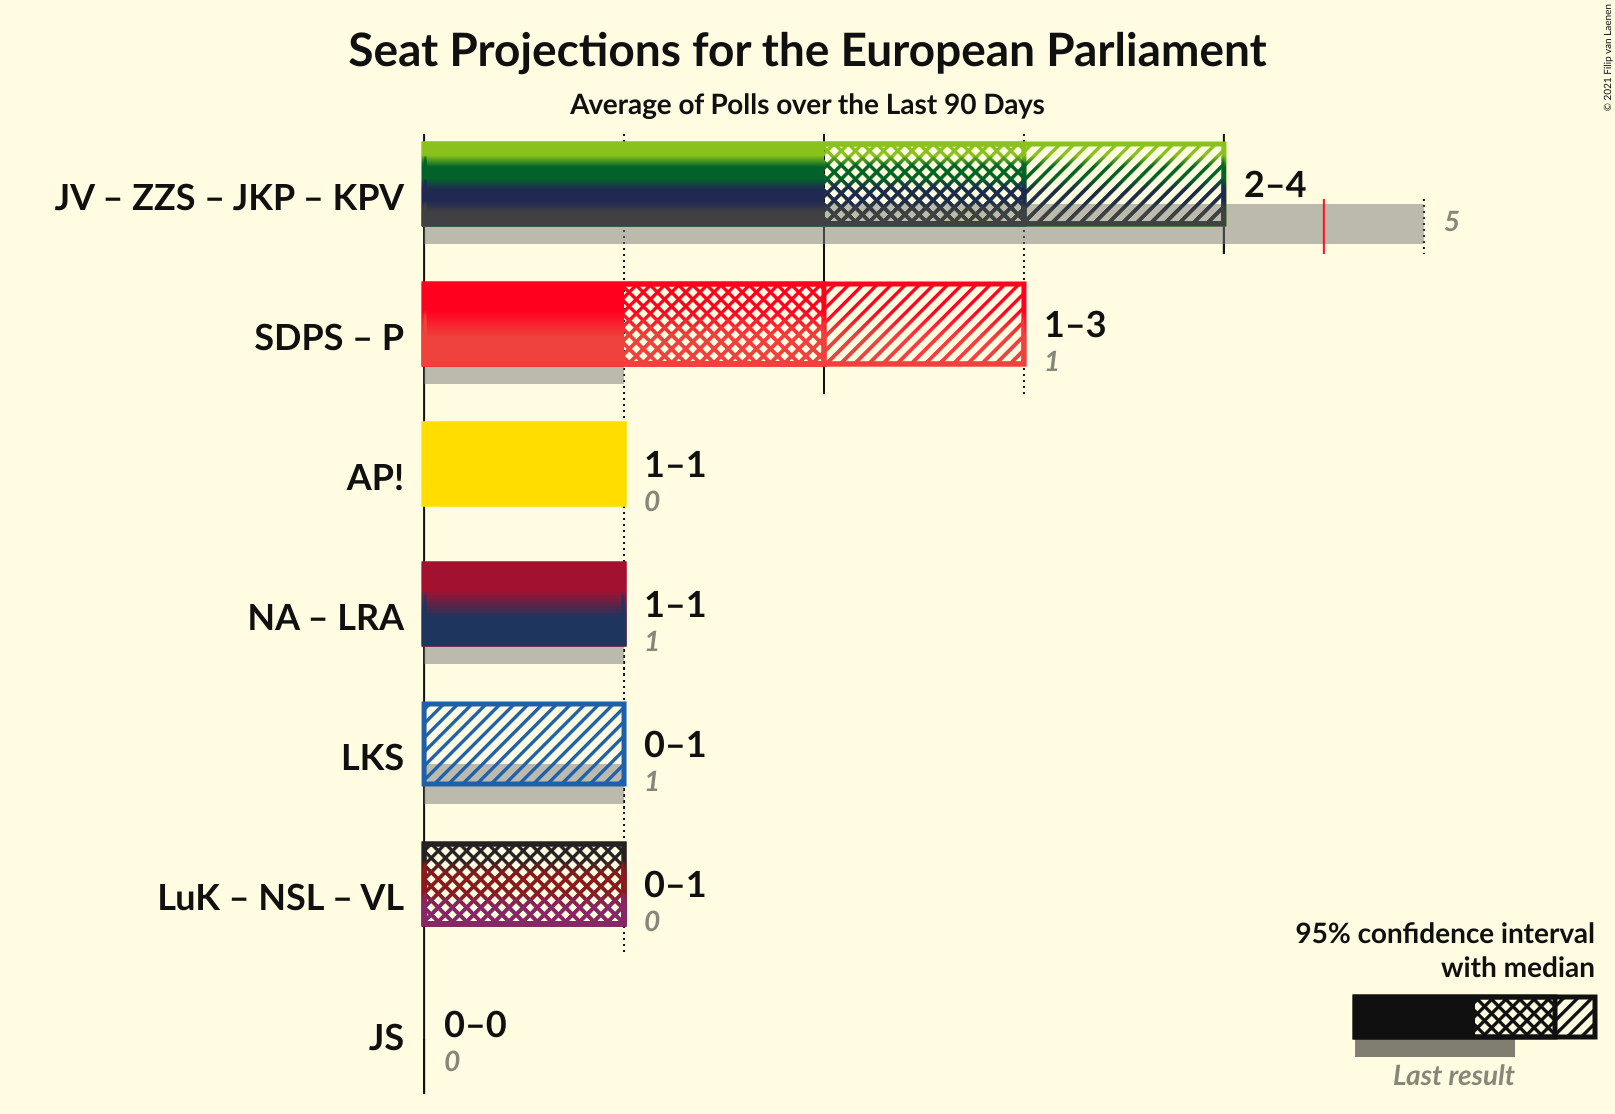 Seat Projections for the European Parliament
Average of Polls over the Last 90 Days
© 2021 Filip van Laenen
JV – ZZS – JKP – KPV
2–4
5
SDPS – P
1–3
1
AP!
1–1
0
NA – LRA
1–1
1
LKS
0–1
1
LuK – NSL – VL
0–1
0
JS
0–0
0
95% confidence interval
with median
Last result